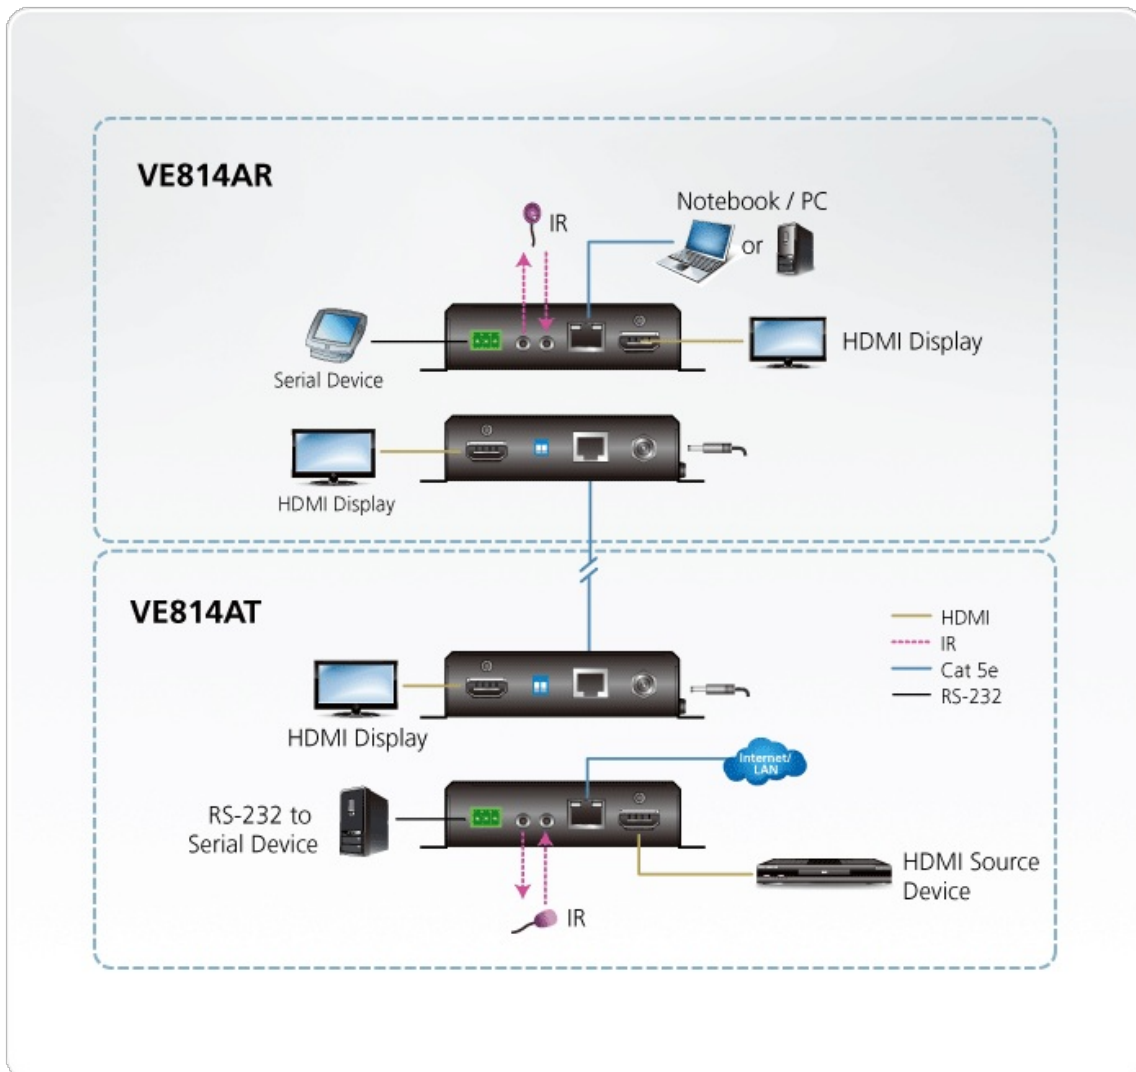 VE814AR
Notebook / PC
IR
or
HDMI Display
Serial Device
HDMI Display
VE814AT
HDMI
IR
Cat 5e
RS-232
HDMI Display
Internet/
LAN
RS-232 to
Serial Device
HDMI Source
Device
IR